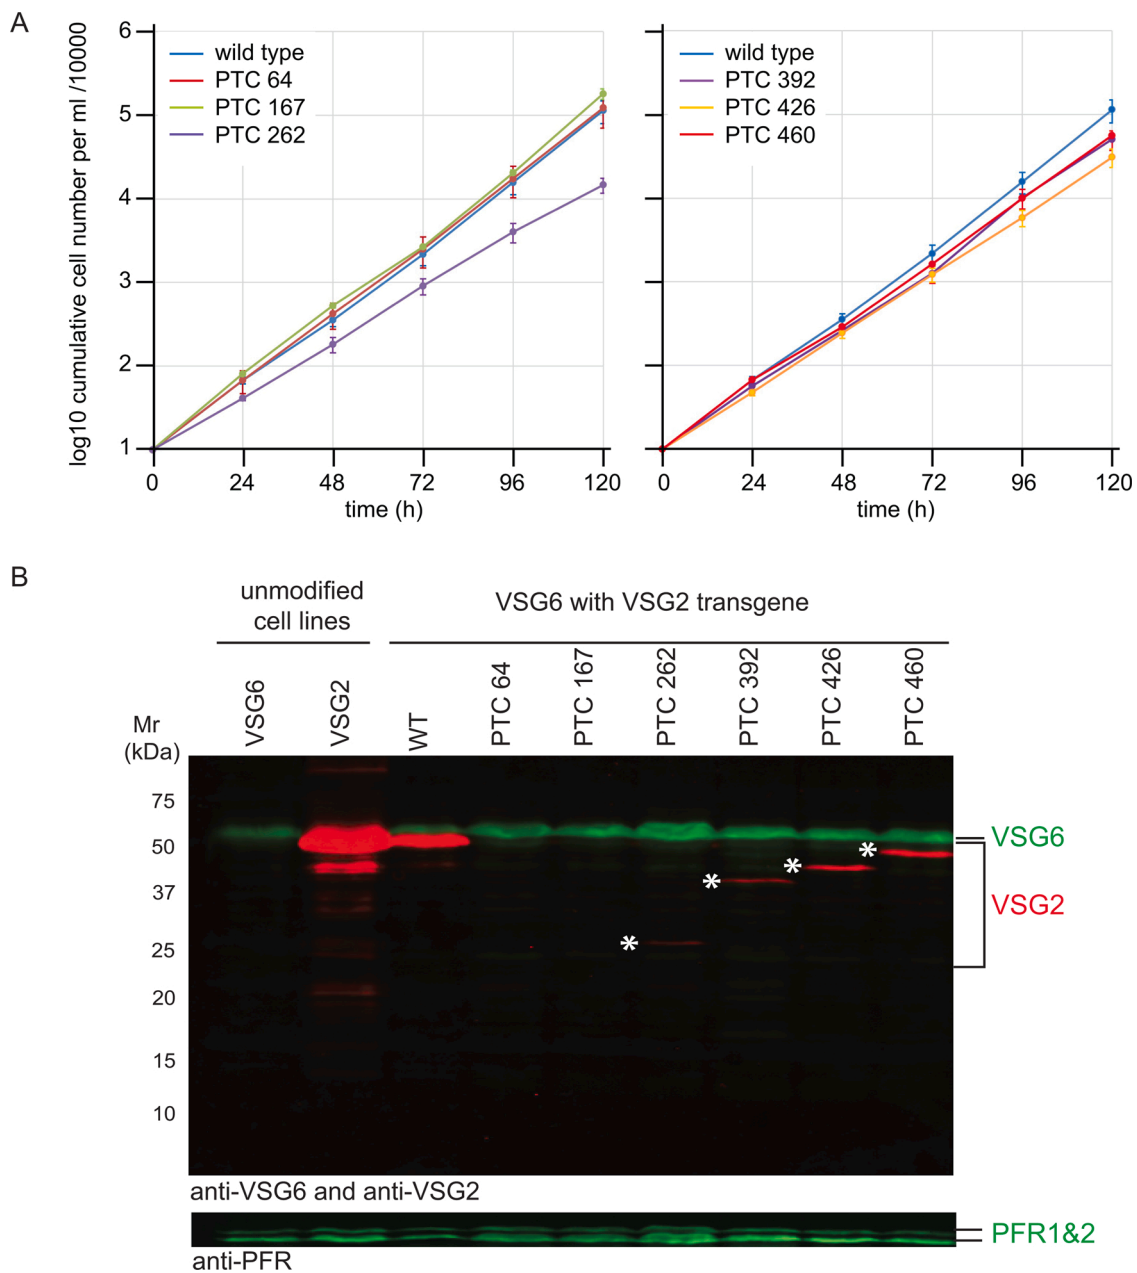 A
log10 cumulative cell number per ml /10000
6
5
4
3
2
1
wild type
PTC 64
PTC 167
PTC 262
0 24 48 72 96 120
time (h)
wild type
PTC 392
PTC 426
PTC 460
0 24 48 72 96 120
time (h)
B
unmodified
cell lines
VSG6 with VSG2 transgene
Mr
(kDa)
VSG6
VSG2
WT
PTC 64
PTC 167
PTC 262
PTC 392
PTC 426
PTC 460
75
50
37
25
20
15
10
*
*
*
*
VSG6
VSG2
anti-VSG6 and anti-VSG2
PFR1&2
anti-PFR